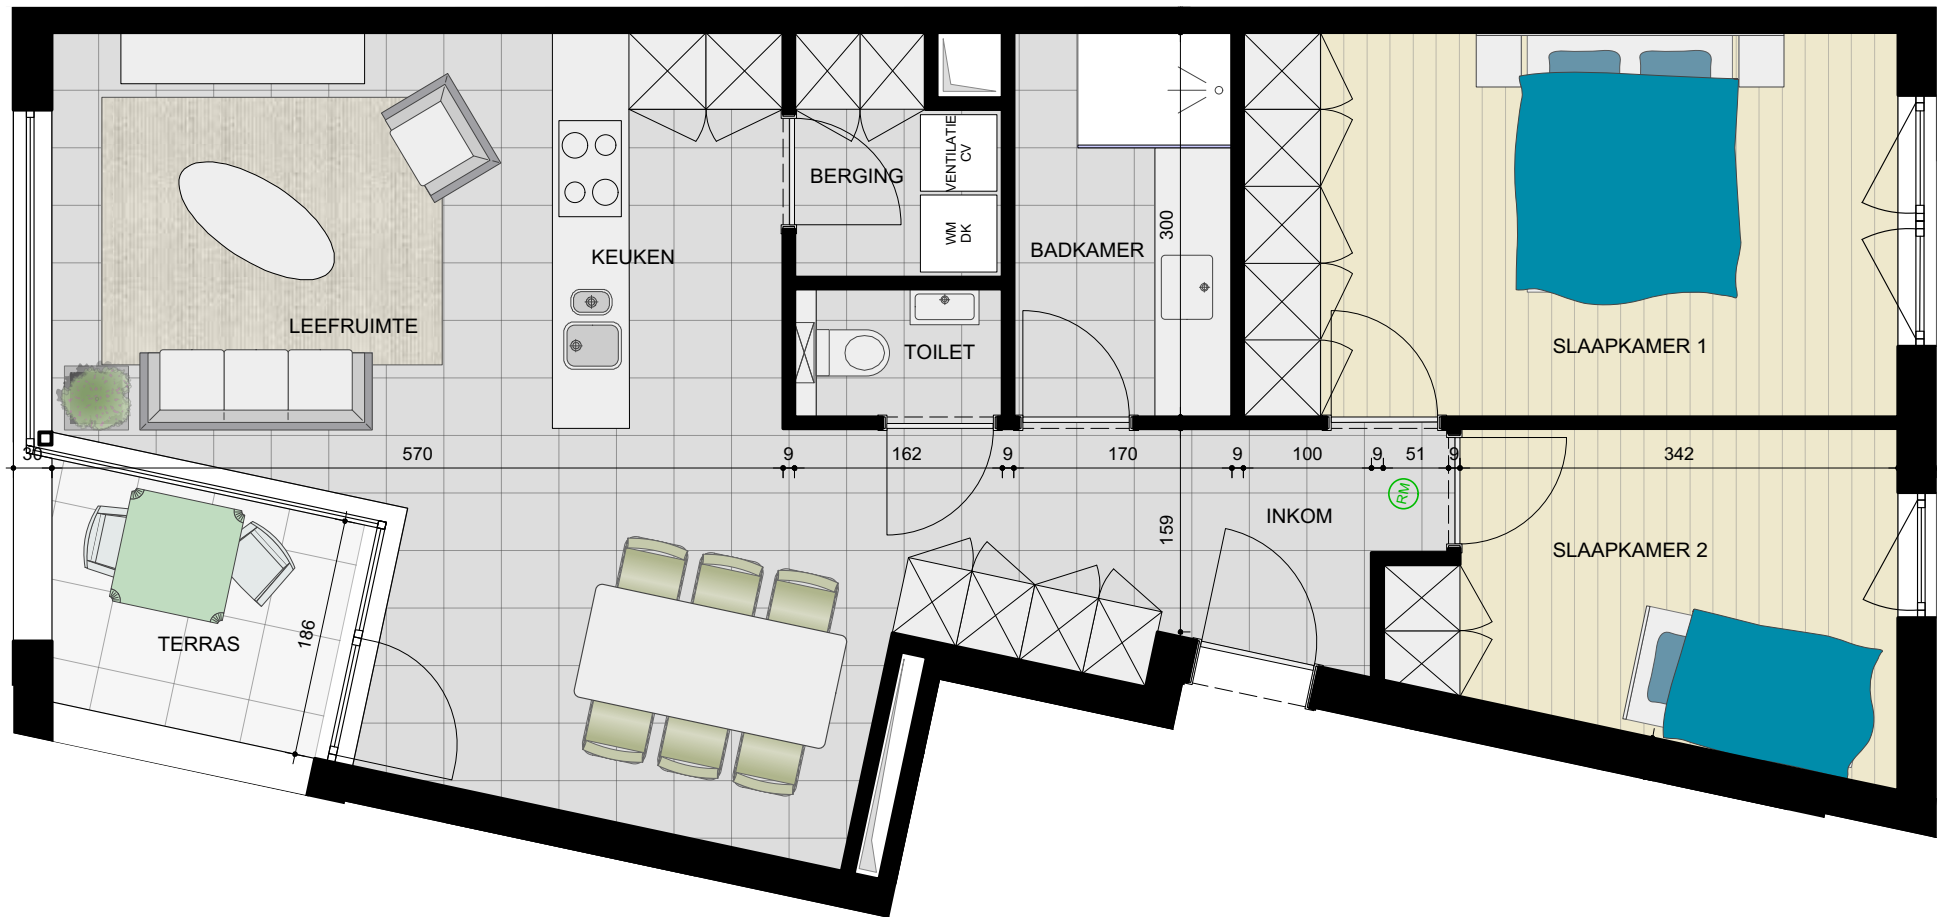 VENTILATIE
CV
BERGING
WM
DK
300
BADKAMER
KEUKEN
LEEFRUIMTE
TOILET
SLAAPKAMER 1
30
570
9
162
9
170
9
100
9
51
9
342
RM
INKOM
159
SLAAPKAMER 2
186
TERRAS